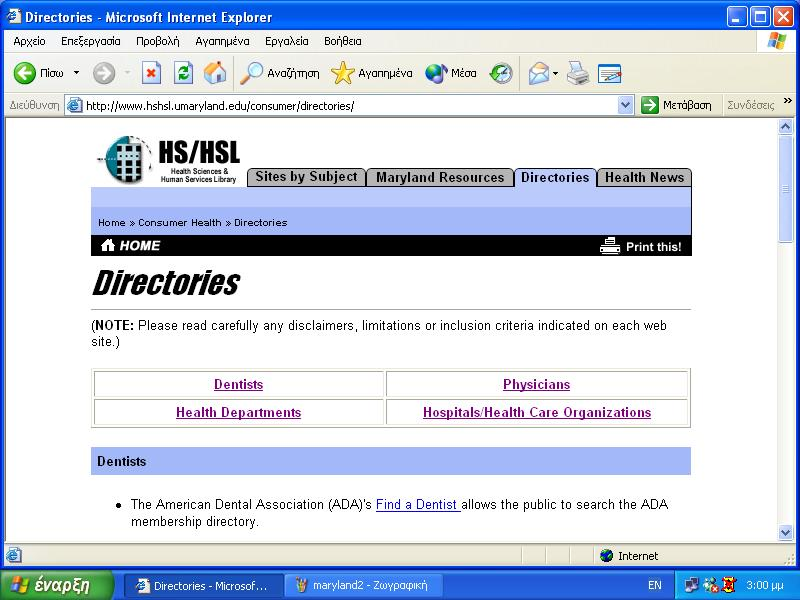 Directories - Microsoft Internet Explorer
Αρχείο Επεξεργασία Προβολή Αγαπημένα Εργαλεία Βοήθεια
Πίσω Αναζήτηση Αγαπημένα Μέσα
Διεύθυνση http://www.hshsl.umaryland.edu/consumer/directories/ Μετάβαση Συνδέσεις »
HS/HSL
Health Sciences &
Human Services Library
Sites by Subject Maryland Resources Directories Health News
Home » Consumer Health » Directories
HOME Print this!
Directories
(NOTE: Please read carefully any disclaimers, limitations or inclusion criteria indicated on each web
site.)
Dentists Physicians
Health Departments Hospitals/Health Care Organizations
Dentists
• The American Dental Association (ADA)'s Find a Dentist allows the public to search the ADA
membership directory.
Internet
έναρξη Directories - Microsof... maryland2 - Ζωγραφική EN 3:00 μμ